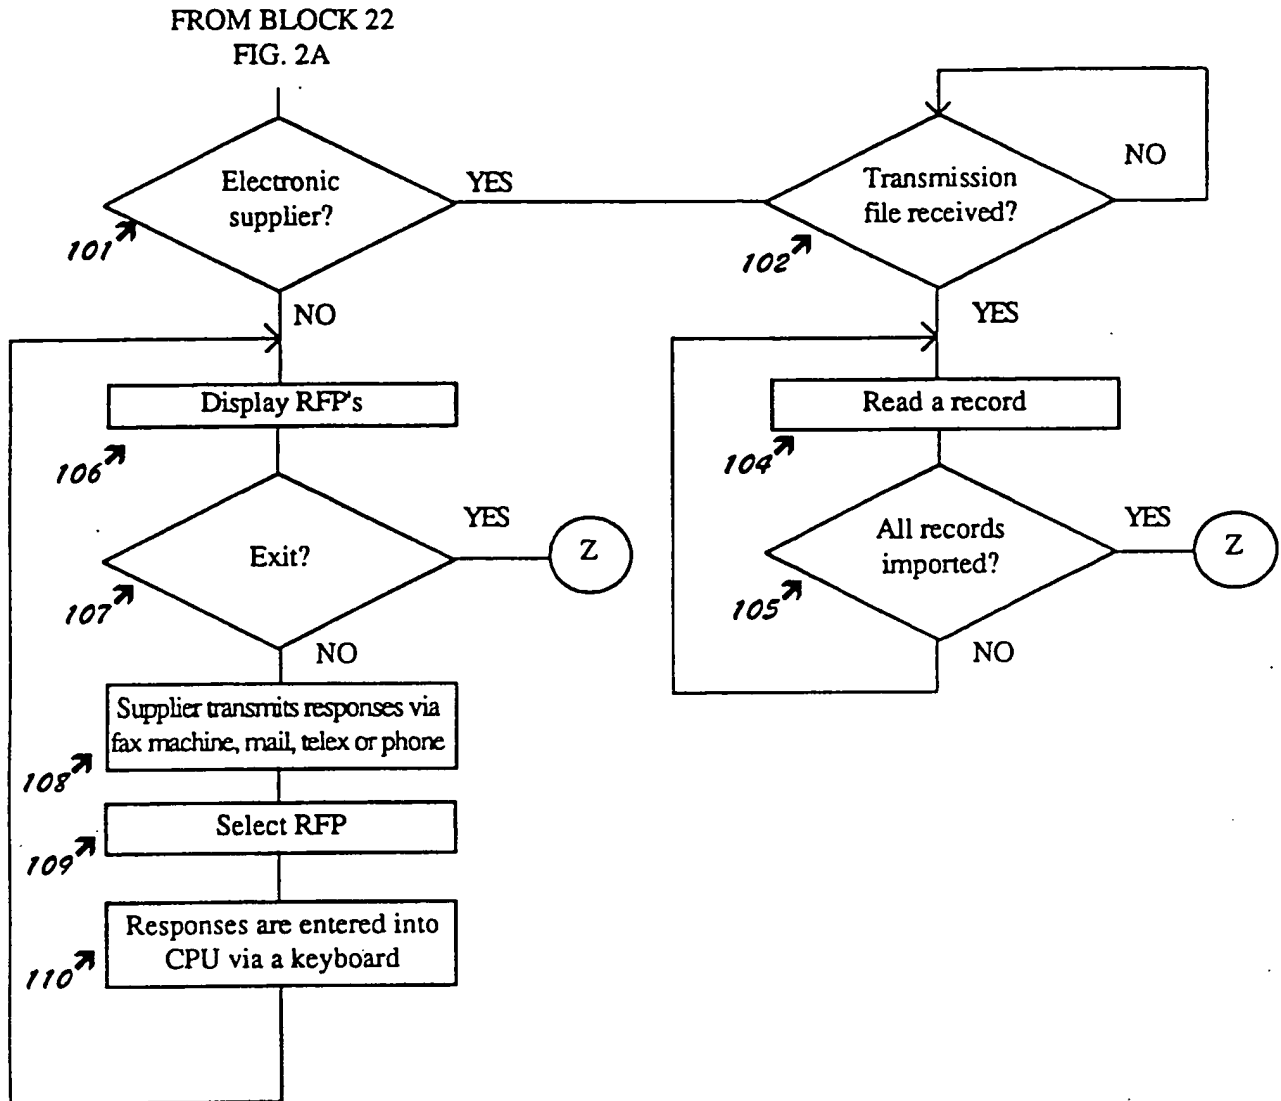 FROM BLOCK 22
FIG. 2A
Electronic
supplier?
YES
101
NO
Transmission
file received?
NO
102
YES
Display RFP's
106
Read a record
104
Exit?
YES
Z
107
NO
All records
imported?
YES
Z
105
NO
Supplier transmits responses via
fax machine, mail, telex or phone
108
Select RFP
109
Responses are entered into
CPU via a keyboard
110